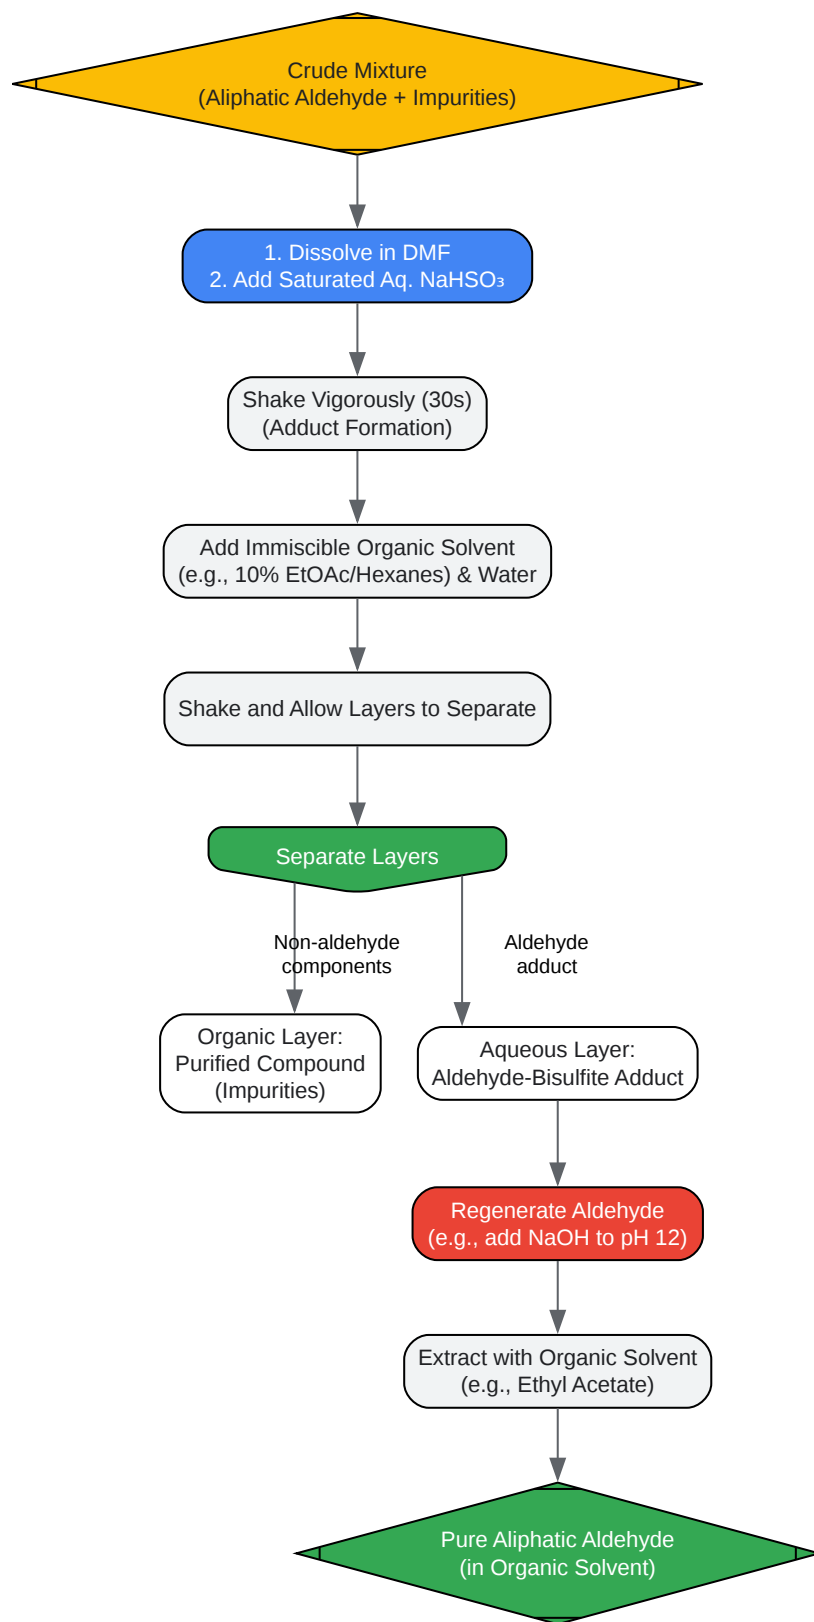 Crude Mixture
(Aliphatic Aldehyde + Impurities)
1. Dissolve in DMF
2. Add Saturated Aq. NaHSO₃
Shake Vigorously (30s)
(Adduct Formation)
Add Immiscible Organic Solvent
(e.g., 10% EtOAc/Hexanes) & Water
Shake and Allow Layers to Separate
Separate Layers
Non-aldehyde
components
Aldehyde
adduct
Organic Layer:
Purified Compound
(Impurities)
Aqueous Layer:
Aldehyde-Bisulfite Adduct
Regenerate Aldehyde
(e.g., add NaOH to pH 12)
Extract with Organic Solvent
(e.g., Ethyl Acetate)
Pure Aliphatic Aldehyde
(in Organic Solvent)